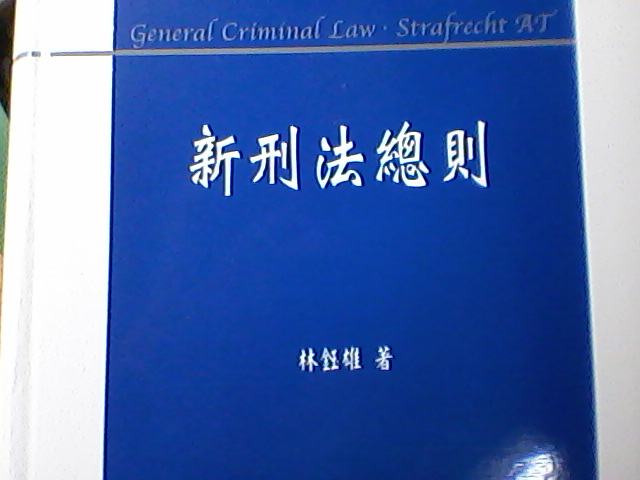 General Criminal Law · Strafrecht AT
新刑法總則
林鈺雄 著